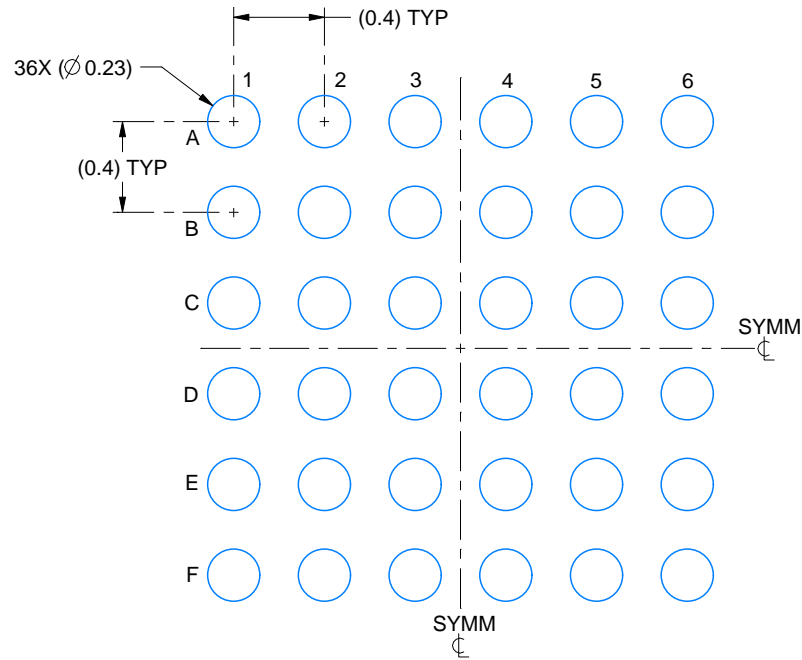 (0.4) TYP
36X (∅ 0.23)
1 2 3 4 5 6
A
(0.4) TYP
B
C
SYMM
℄
D
E
F
SYMM
℄